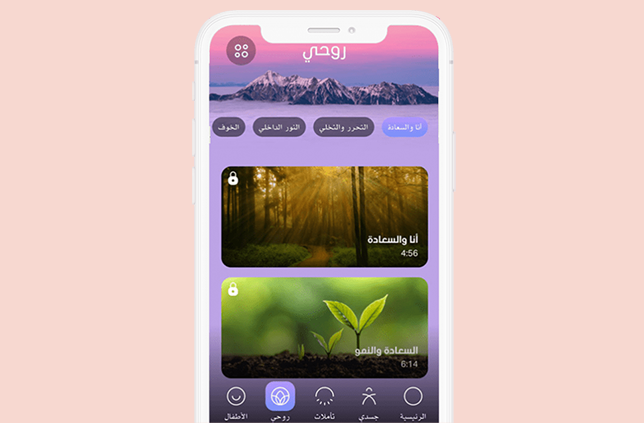 روحي
أنا والسعادة التحرر والتخلي النور الداخلي الخوف
أنا والسعادة
4:56
السعادة والنمو
6:14
الرئيسية جسدي تأملات روحي الأطفال